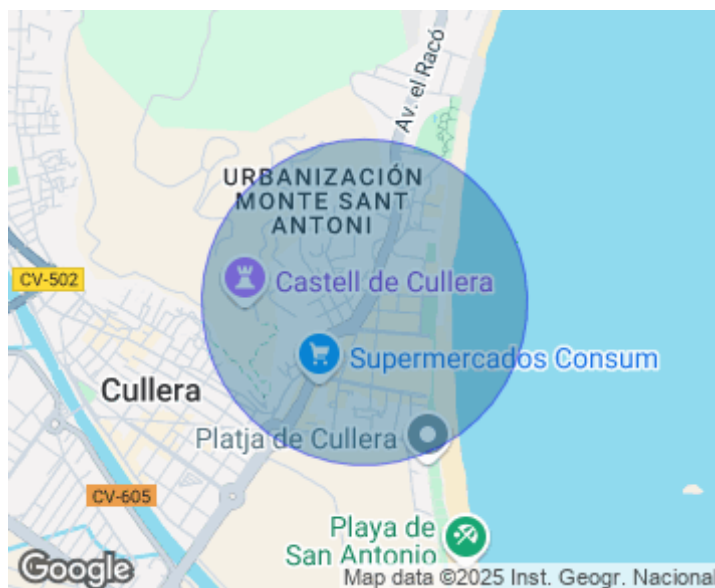 Av. el Racó
URBANIZACIÓN
MONTE SANT
ANTONI
Castell de Cullera
CV-502
Supermercados Consum
Cullera
Platja de Cullera
CV-605
Playa de
San Antonio
Google
Map data ©2025 Inst. Geogr. Nacional